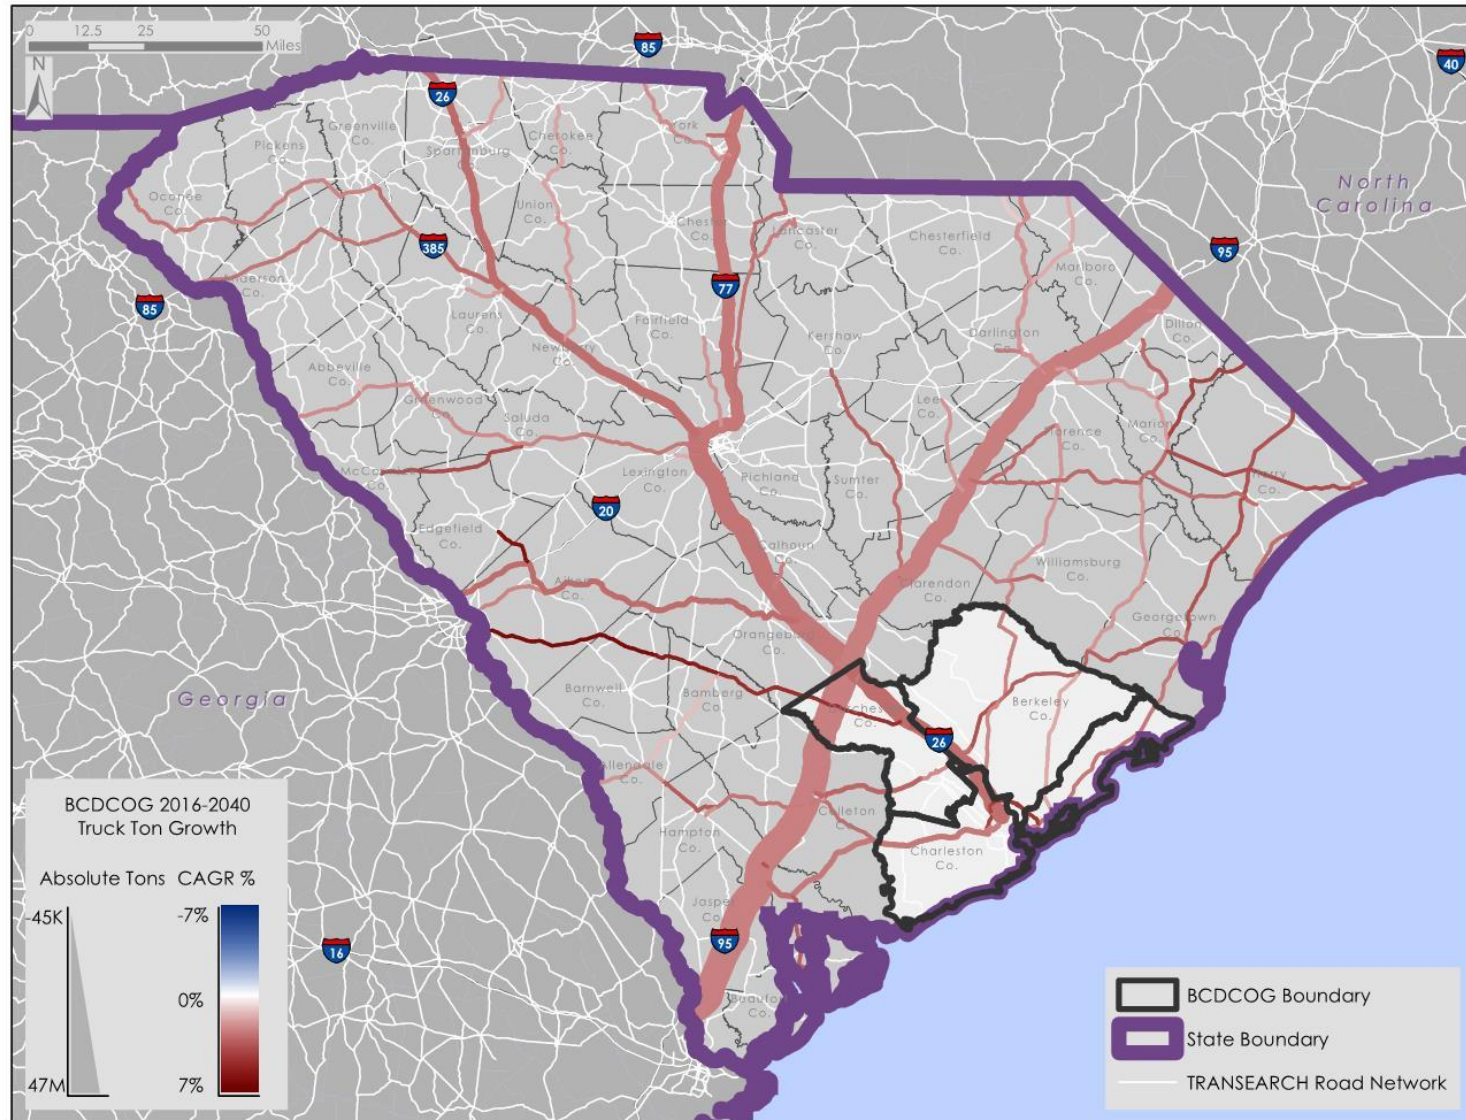 0 12.5 25 50
Miles
N
85
40
26
Greenville
Co.
Pickens
Co.
Spartanburg
Co.
Cherokee
Co.
York
Co.
North
Carolina
Oconee
Co.
Union
Co.
Chester
Co.
Lancaster
Co.
Chesterfield
Co.
385
95
Anderson
Co.
85
77
Marlboro
Co.
Laurens
Co.
Fairfield
Co.
Newberry
Co.
Kershaw
Co.
Darlington
Co.
Dillon
Co.
Abbeville
Co.
Greenwood
Co.
Saluda
Co.
Lee
Co.
Florence
Co.
Marion
Co.
Lexington
Co.
Richland
Co.
Sumter
Co.
Horry
Co.
20
Edgefield
Co.
Calhoun
Co.
Aiken
Co.
Clarendon
Co.
Williamsburg
Co.
Orangeburg
Co.
Georgetown
Co.
Georgia
Barnwell
Co.
Bamberg
Co.
Berkeley
Co.
26
Allendale
Co.
Colleton
Co.
Hampton
Co.
Charleston
Co.
Jasper
Co.
95
16
Beaufort
Co.
BCDCOG 2016-2040
Truck Ton Growth
Absolute Tons CAGR %
-45K -7%
0%
47M 7%
BCDCOG Boundary
State Boundary
TRANSEARCH Road Network